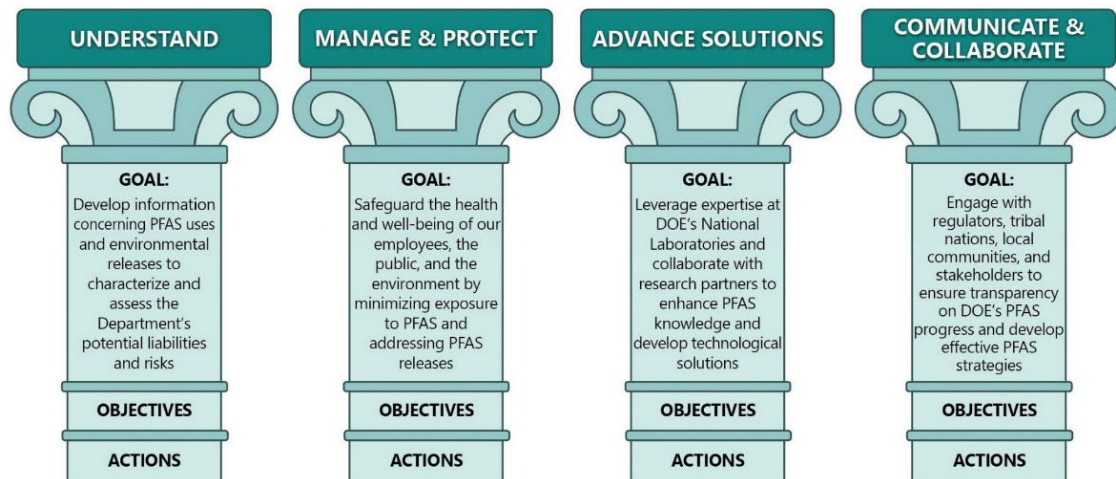 UNDERSTAND
GOAL:
Develop information
concerning PFAS uses
and environmental
releases to
characterize and
assess the
Department's
potential liabilities
and risks
OBJECTIVES
ACTIONS
MANAGE & PROTECT
GOAL:
Safeguard the health
and well-being of our
employees, the
public, and the
environment by
minimizing exposure
to PFAS and
addressing PFAS
releases
OBJECTIVES
ACTIONS
ADVANCE SOLUTIONS
GOAL:
Leverage expertise at
DOE's National
Laboratories and
collaborate with
research partners to
enhance PFAS
knowledge and
develop technological
solutions
OBJECTIVES
ACTIONS
COMMUNICATE &
COLLABORATE
GOAL:
Engage with
regulators, tribal
nations, local
communities, and
stakeholders to
ensure transparency
on DOE's PFAS
progress and develop
effective PFAS
strategies
OBJECTIVES
ACTIONS